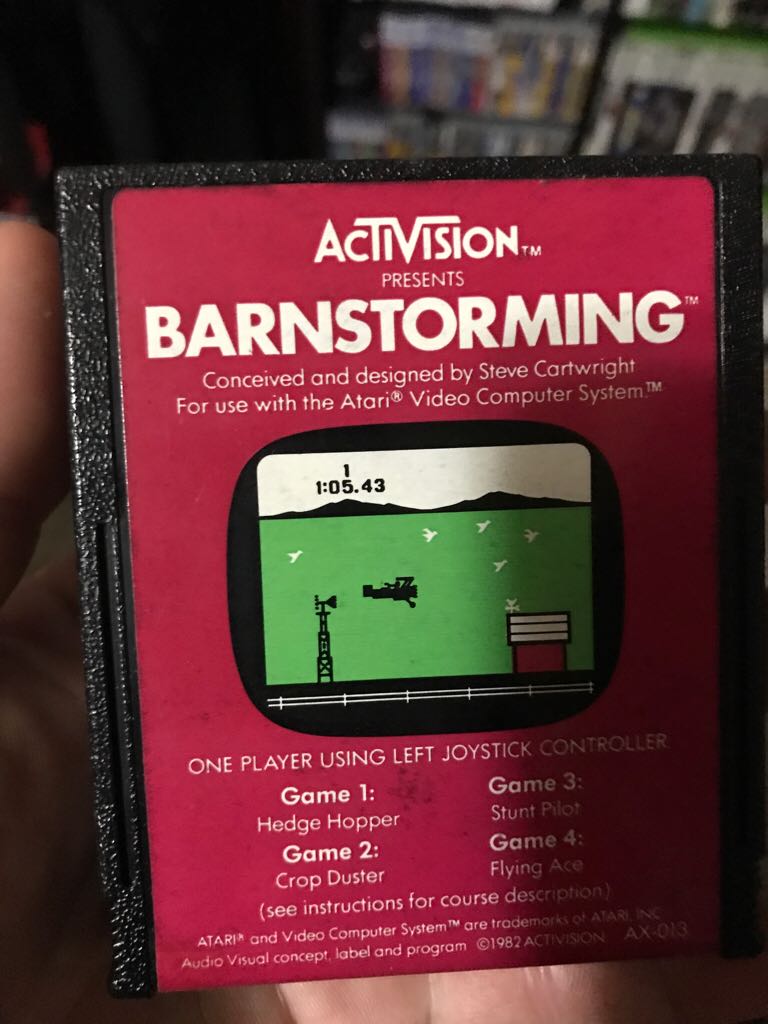 ACTIVISION™
PRESENTS
BARNSTORMING™
Conceived and designed by Steve Cartwright
For use with the Atari® Video Computer System.™
1
1:05.43
ONE PLAYER USING LEFT JOYSTICK CONTROLLER
Game 1:
Hedge Hopper
Game 2:
Crop Duster
Game 3:
Stunt Pilot
Game 4:
Flying Ace
(see instructions for course description)
ATARI® and Video Computer System™ are trademarks of ATARI, INC.
Audio Visual concept, label and program ©1982 ACTIVISION AX-013